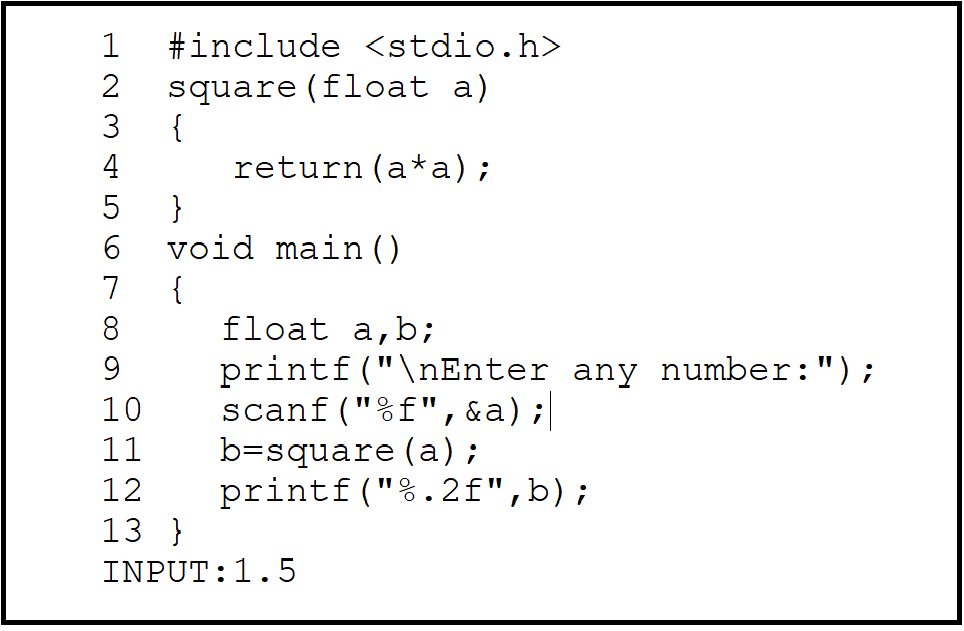 1 #include <stdio.h>
2 square(float a)
3 {
4 return(a*a);
5 }
6 void main()
7 {
8 float a,b;
9 printf("\nEnter any number:");
10 scanf("%f",&a);
11 b=square(a);
12 printf("%.2f",b);
13 }
INPUT:1.5